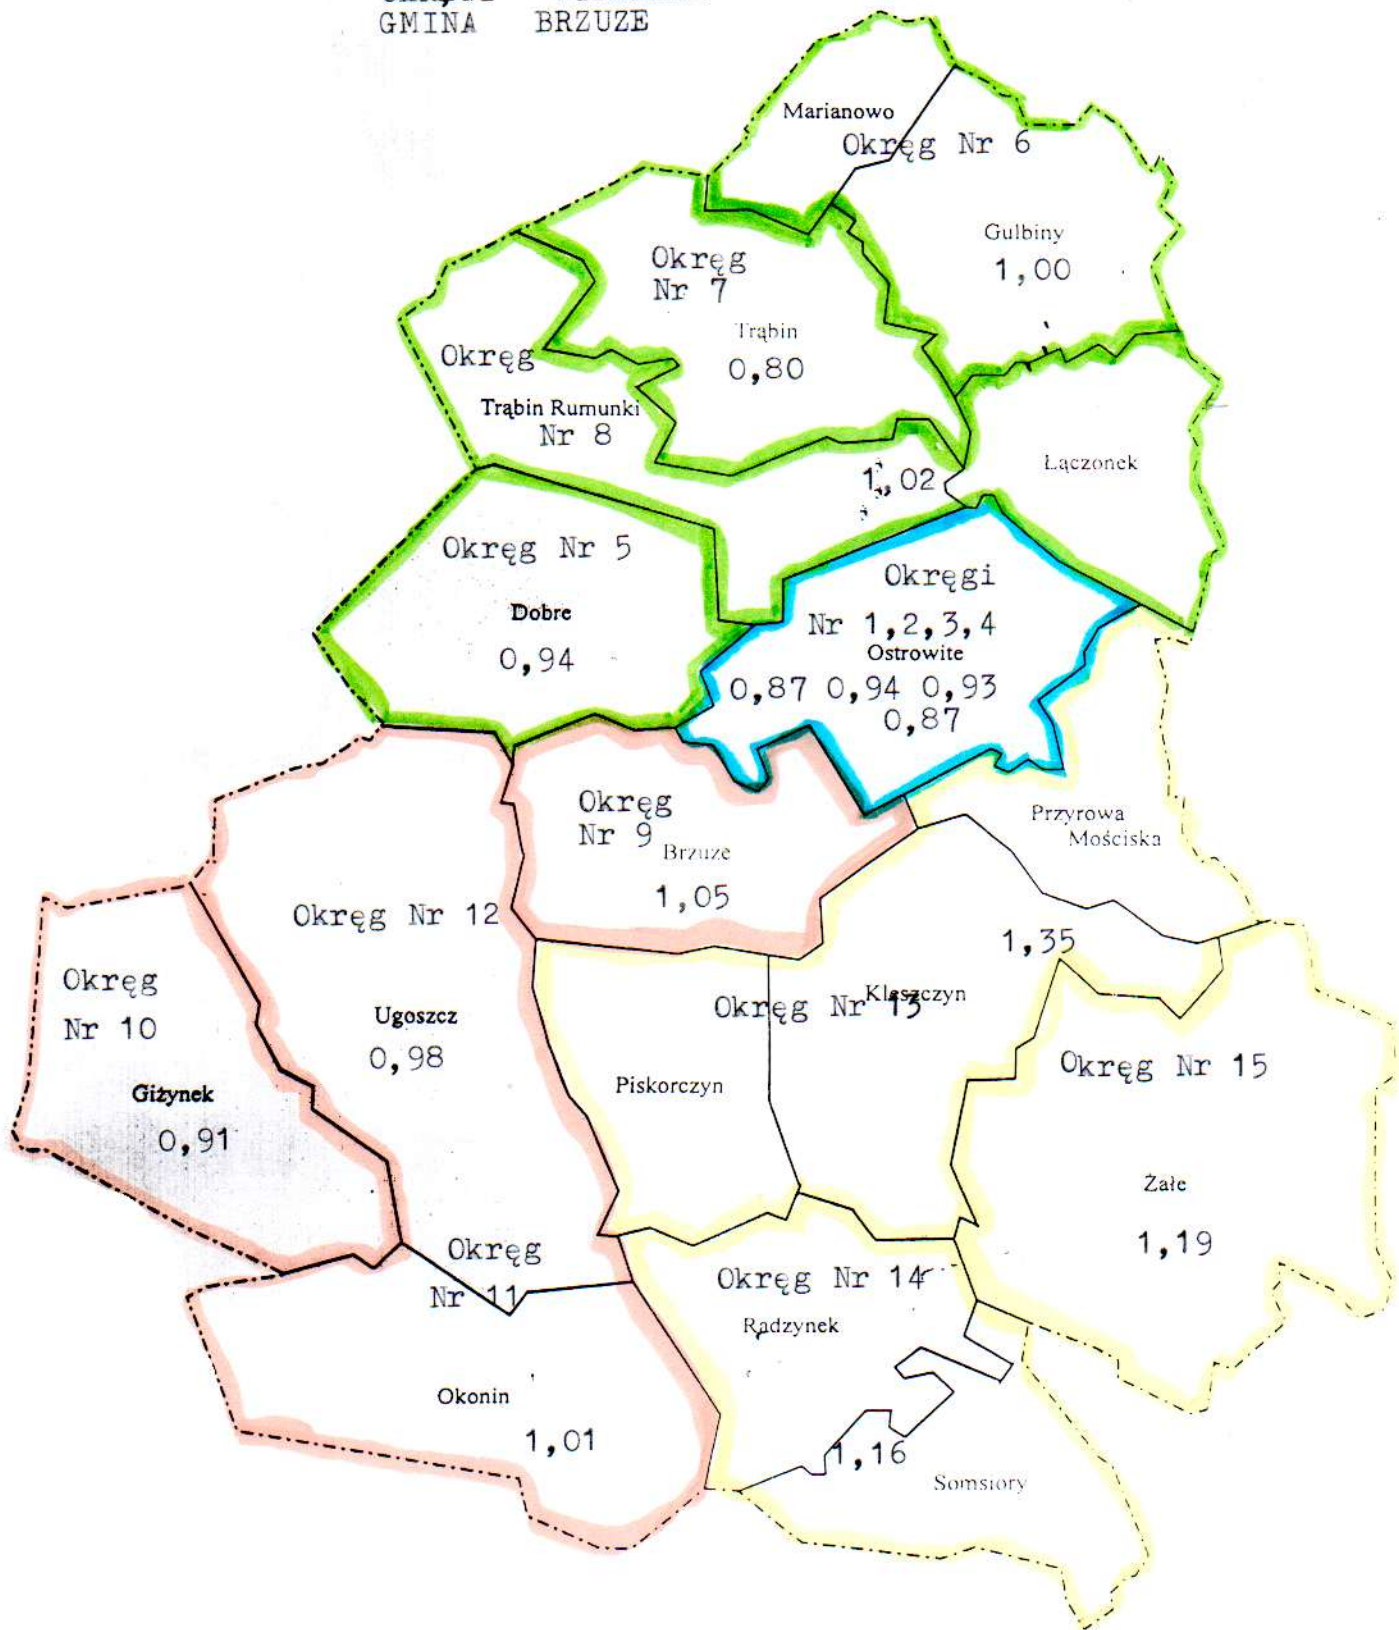 GMINA BRZUZE
Marianowo
Okręg Nr 6
Gulbiny
1,00
Okręg
Nr 7
Trąbin
0,80
Okręg
Trąbin Rumunki
Nr 8
1,02
Łączonek
Okręg Nr 5
Dobre
0,94
Okręgi
Nr 1,2,3,4
Ostrowite
0,87 0,94 0,93
0,87
Przyrowa
Mościska
Okręg
Nr 9
Brzuze
1,05
Okręg Nr 12
Ugoszcz
0,98
Okręg
Nr 10
Giżynek
0,91
1,35
Kleszczyn
Okręg Nr 13
Piskorczyn
Okręg Nr 15
Żałe
1,19
Okręg
Nr 11
Okonin
1,01
Okręg Nr 14
Radzynek
1,16
Somsiory